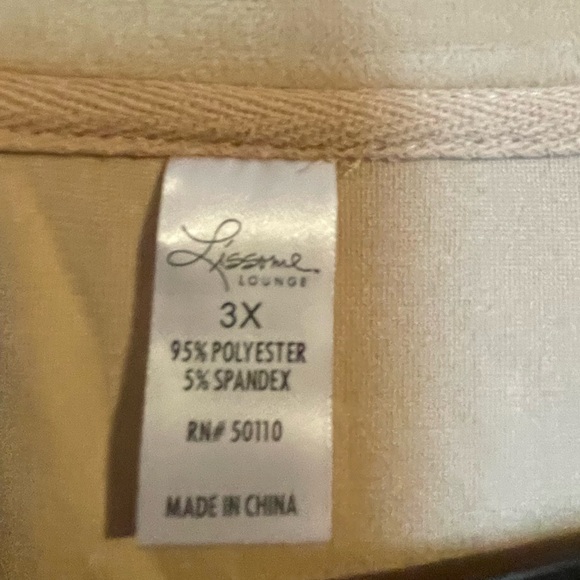 Lissome
LOUNGE
3X
95% POLYESTER
5% SPANDEX
RN# 50110
MADE IN CHINA